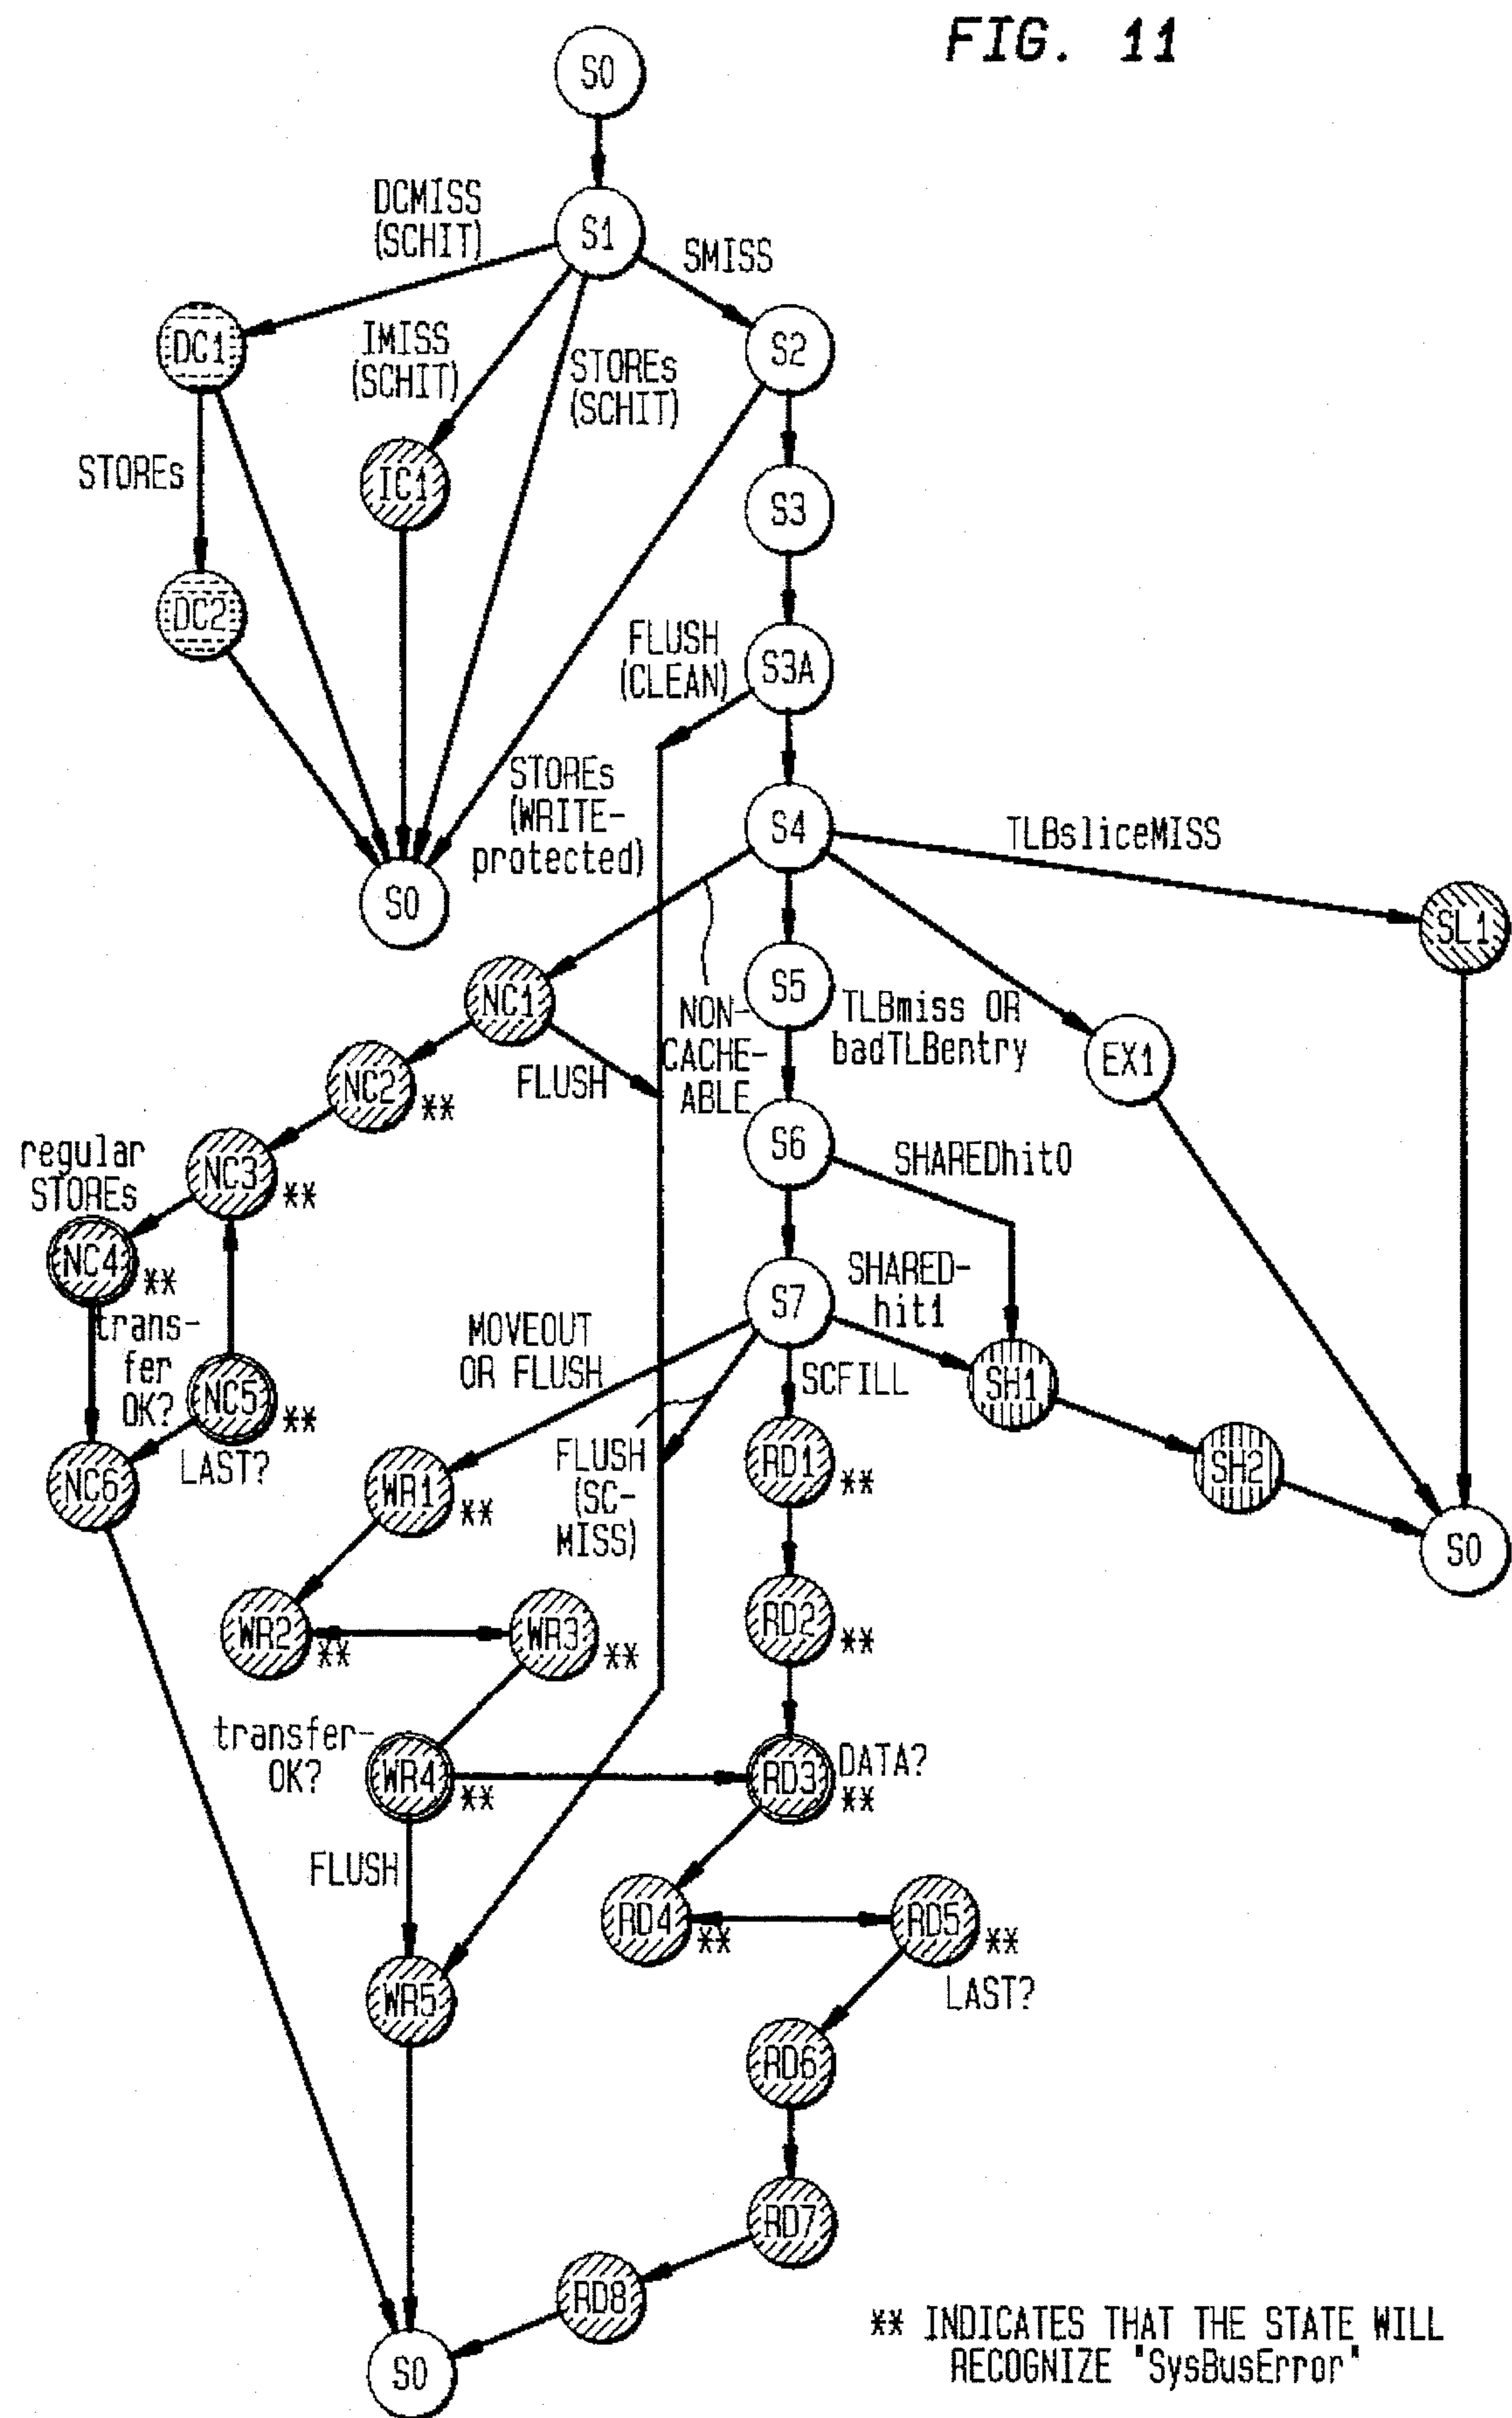 FIG. 11
S0
S1
DCMISS
(SCHIT)
SMISS
DC1
IMISS
(SCHIT)
STOREs
(SCHIT)
S2
STOREs
IC1
S3
DC2
FLUSH
(CLEAN)
S3A
STOREs
(WRITE-
protected)
S4
TLBsliceMISS
S0
SL1
NC1
NON-
CACHE-
ABLE
S5
TLBmiss OR
badTLBentry
EX1
NC2
**
FLUSH
S6
SHAREDhit0
regular
STOREs
NC3
**
NC4
**
trans-
fer
OK?
S7
SHARED-
hit1
MOVEOUT
OR FLUSH
NC5
**
LAST?
SCFILL
SH1
NC6
WR1
**
FLUSH
(SC-
MISS)
RD1
**
SH2
S0
WR2
**
WR3
**
RD2
**
transfer-
OK?
WR4
**
RD3
DATA?
**
FLUSH
RD4
**
RD5
**
LAST?
WR5
RD6
RD7
RD8
S0
** INDICATES THAT THE STATE WILL
RECOGNIZE "SysBusError"